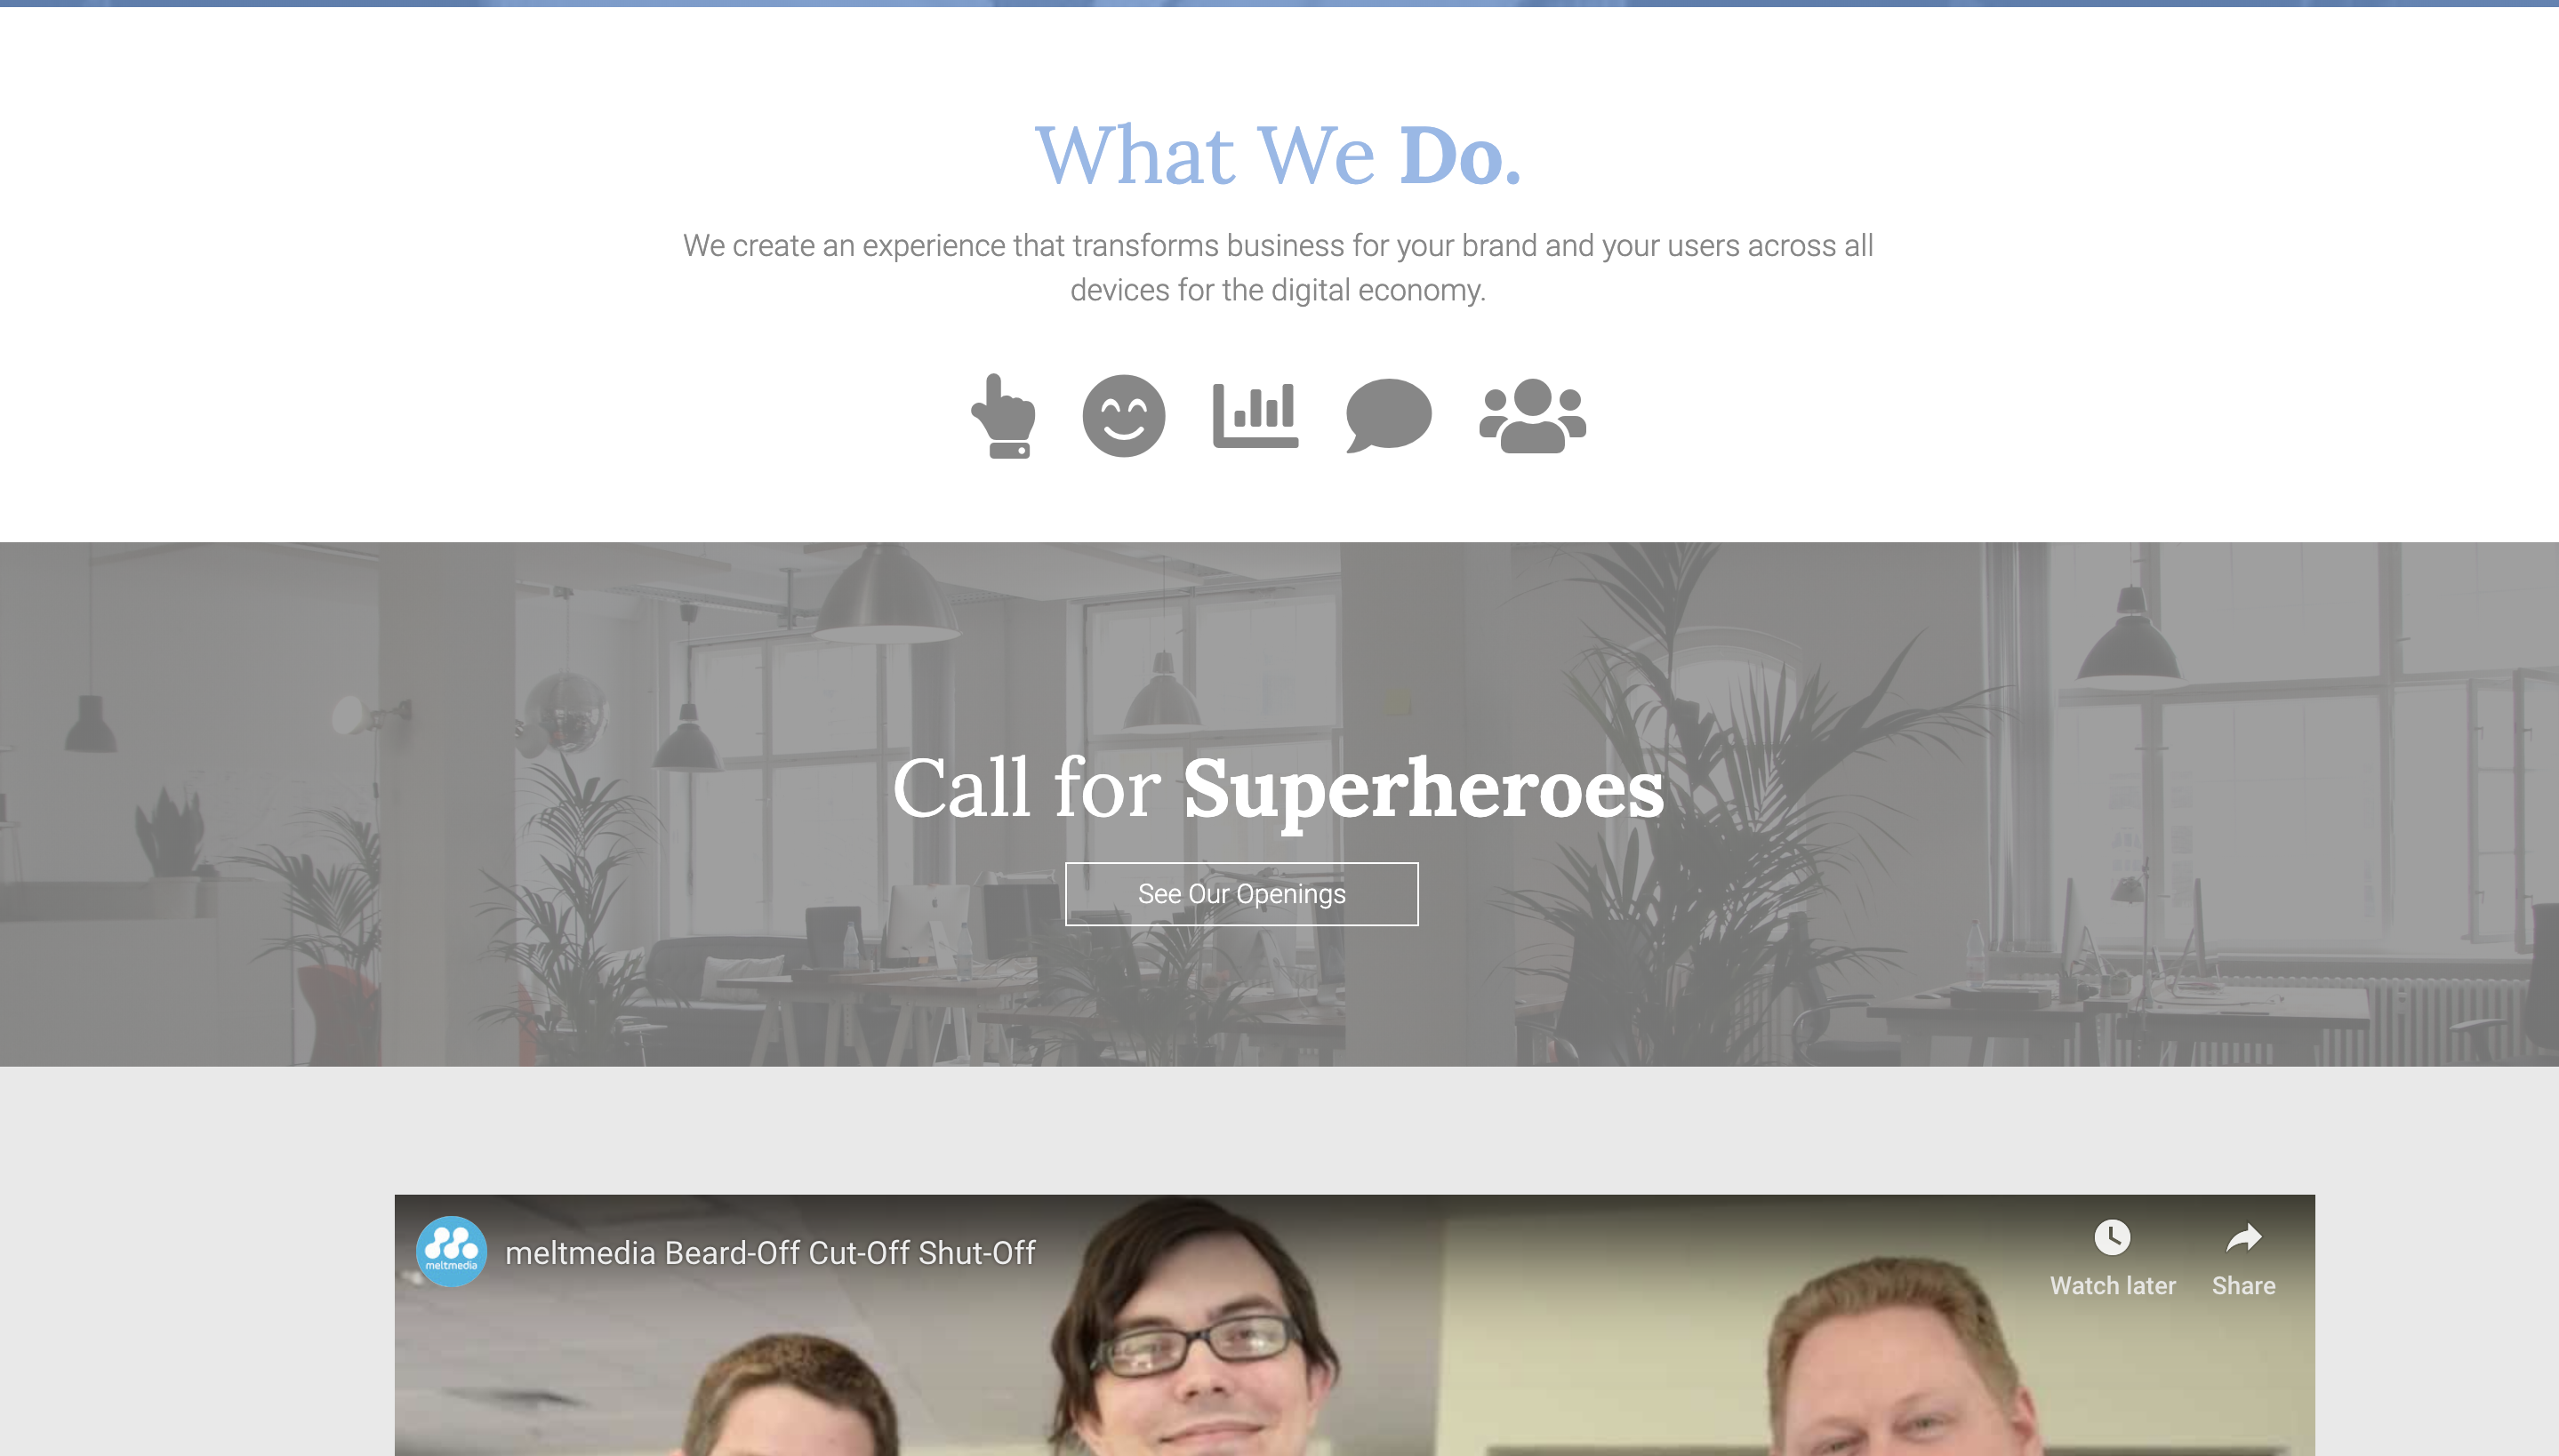 What We Do.
We create an experience that transforms business for your brand and your users across all
devices for the digital economy.
Call for Superheroes
See Our Openings
meltmedia
meltmedia Beard-Off Cut-Off Shut-Off
Watch later
Share